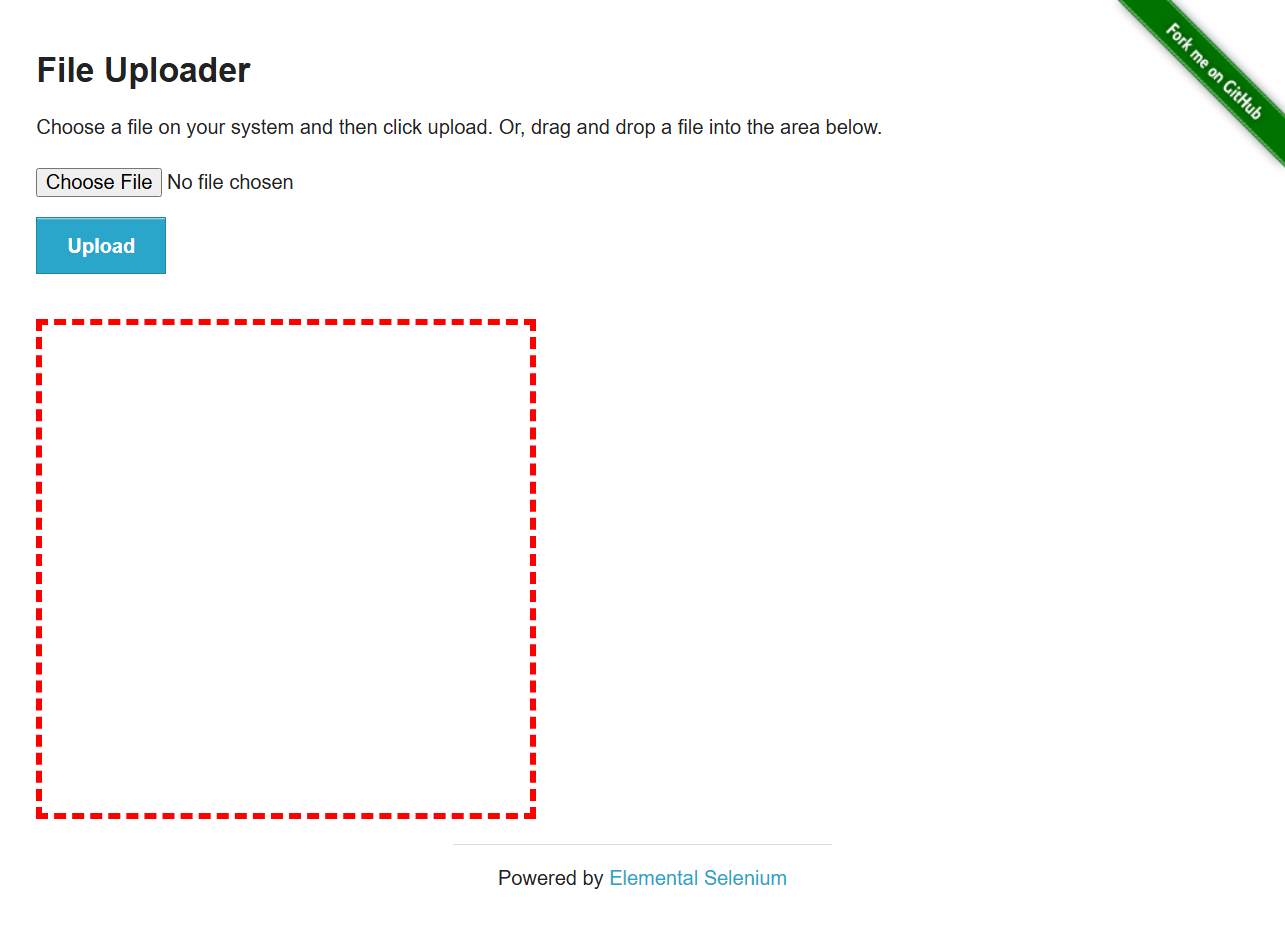 Fork me on GitHub
File Uploader
Choose a file on your system and then click upload. Or, drag and drop a file into the area below.
Choose File No file chosen
Upload
Powered by Elemental Selenium